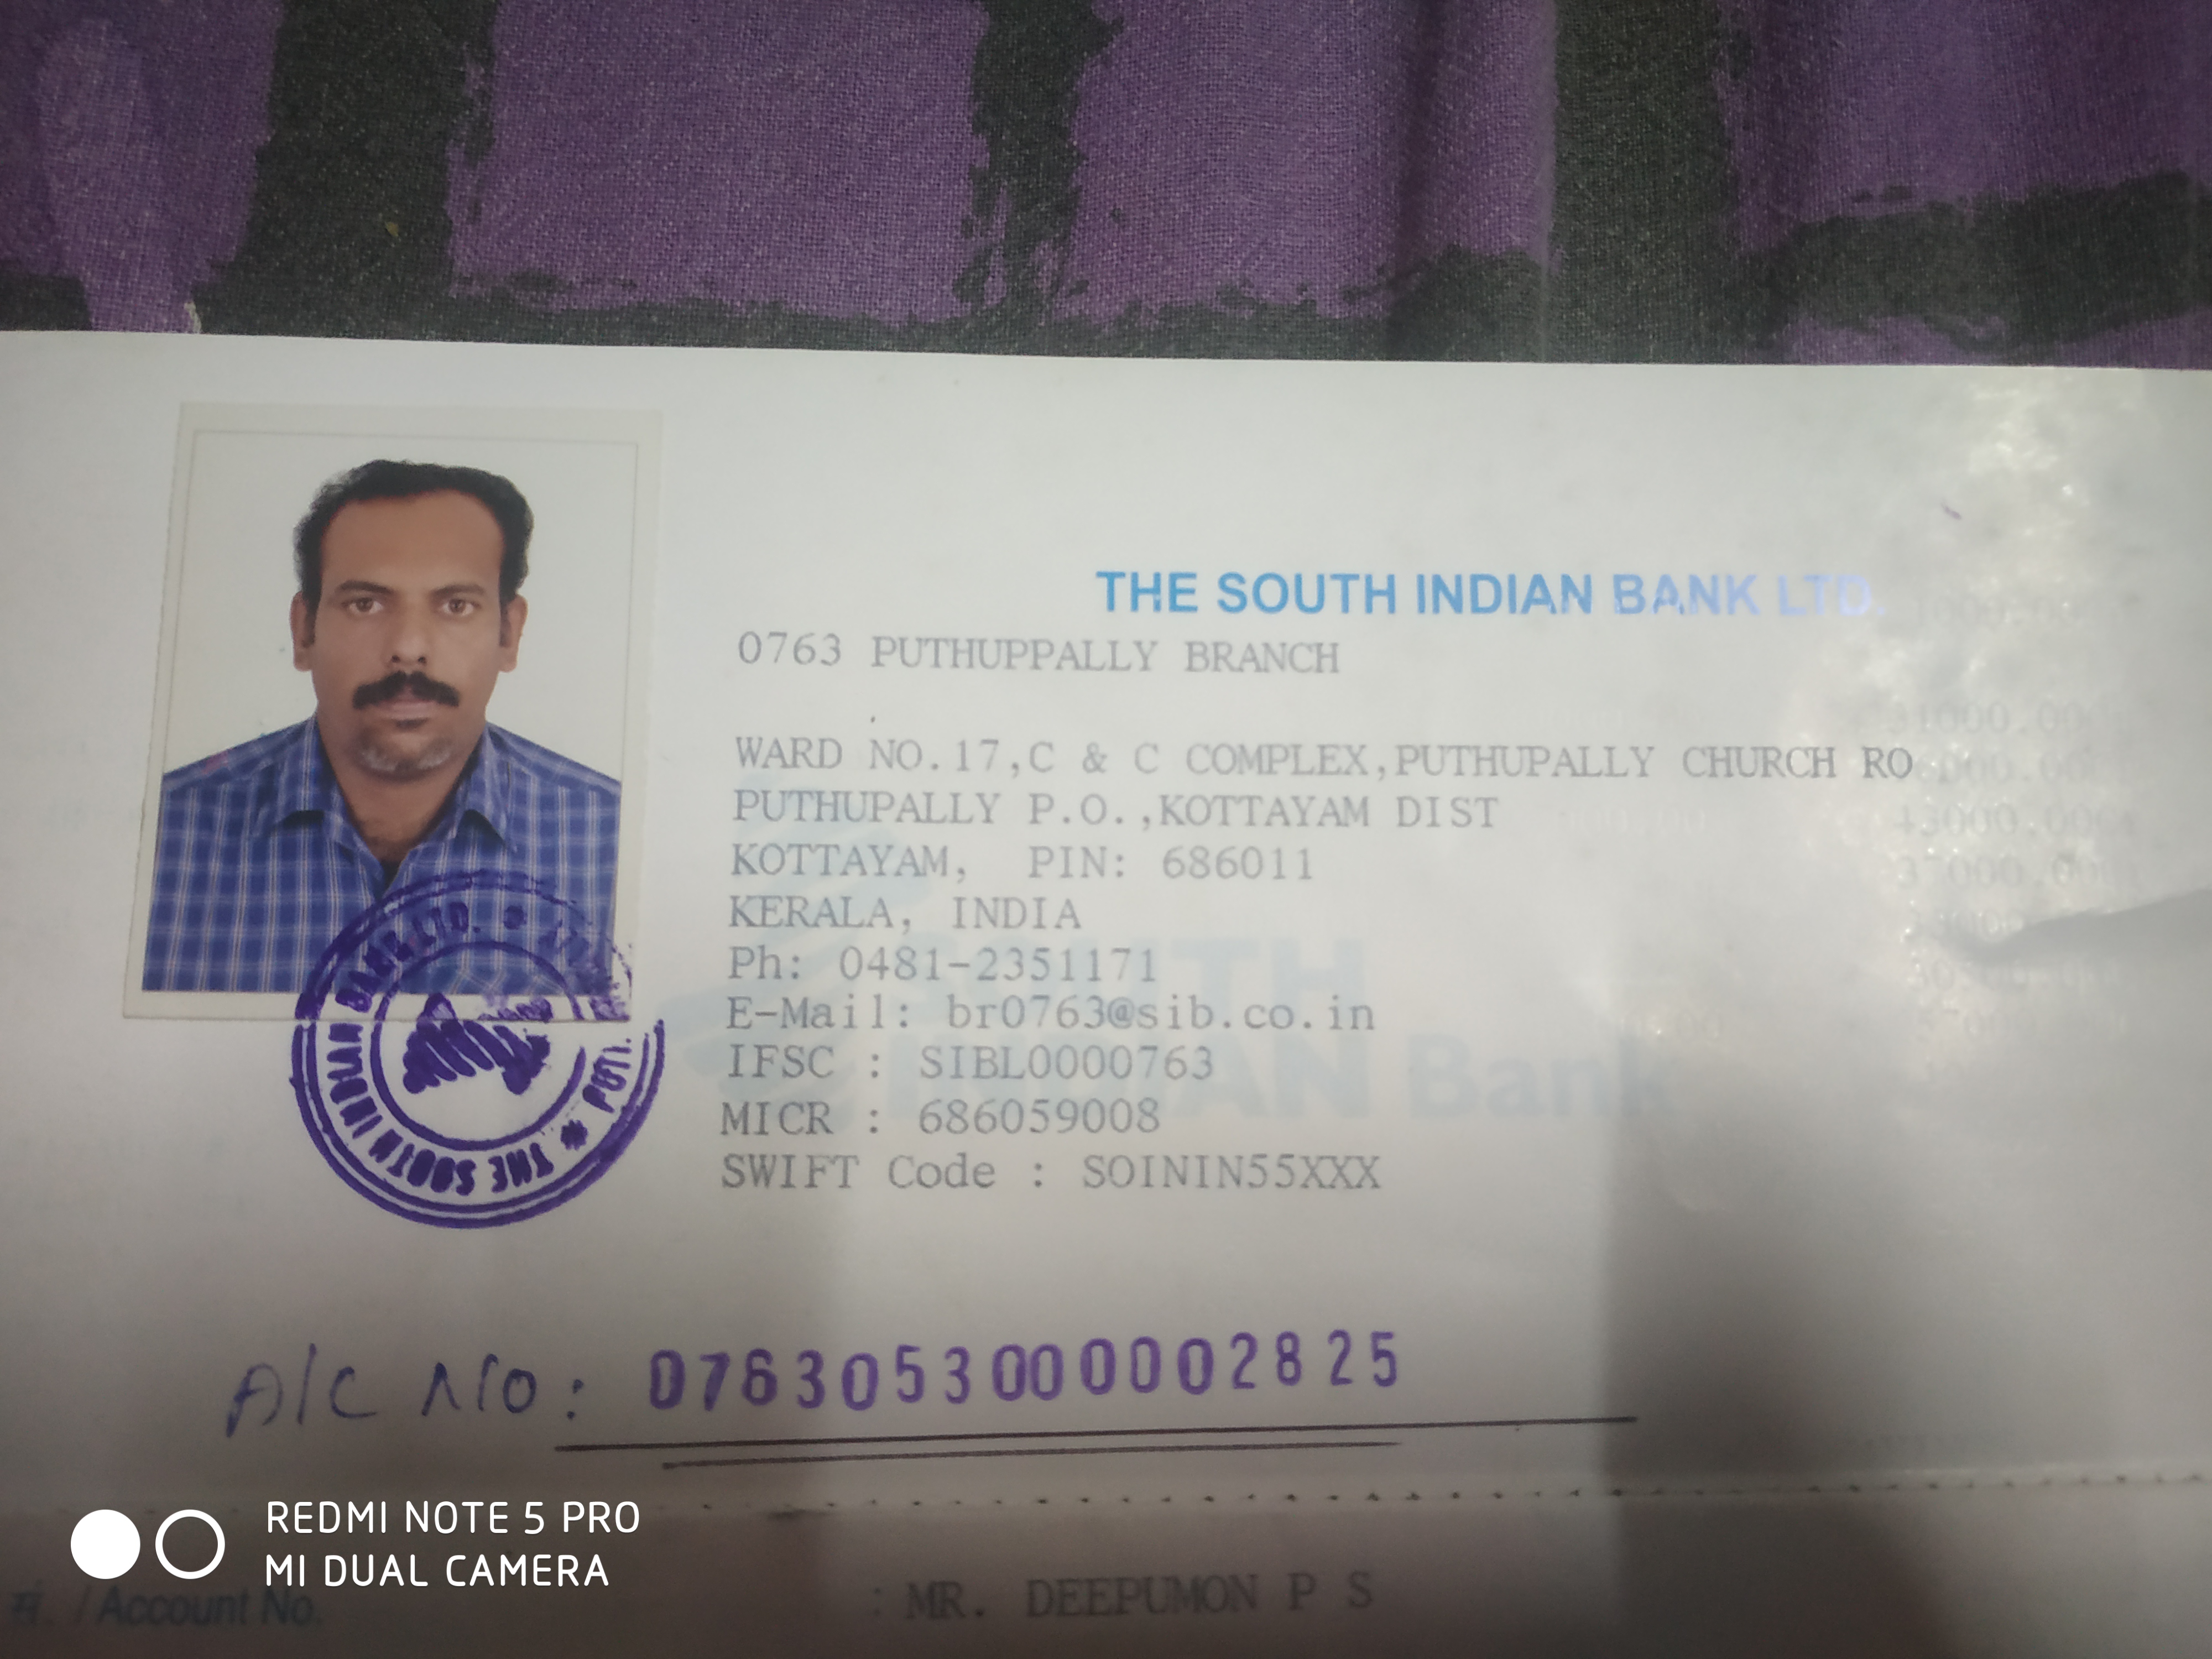 THE SOUTH INDIAN BANK LTD.
0763 PUTHUPPALLY BRANCH
WARD NO.17,C & C COMPLEX,PUTHUPALLY CHURCH RO
PUTHUPALLY P.O.,KOTTAYAM DIST
KOTTAYAM, PIN: 686011
KERALA, INDIA
Ph: 0481-2351171
E-Mail: br0763@sib.co.in
IFSC : SIBL0000763
MICR : 686059008
SWIFT Code : SOININ55XXX
SOUTH
INDIAN Bank
THE SOUTH INDIAN BANK LTD. *
A/C No: 0763053000002825
REDMI NOTE 5 PRO
MI DUAL CAMERA
सं. / Account No.
: MR. DEEPUMON P S